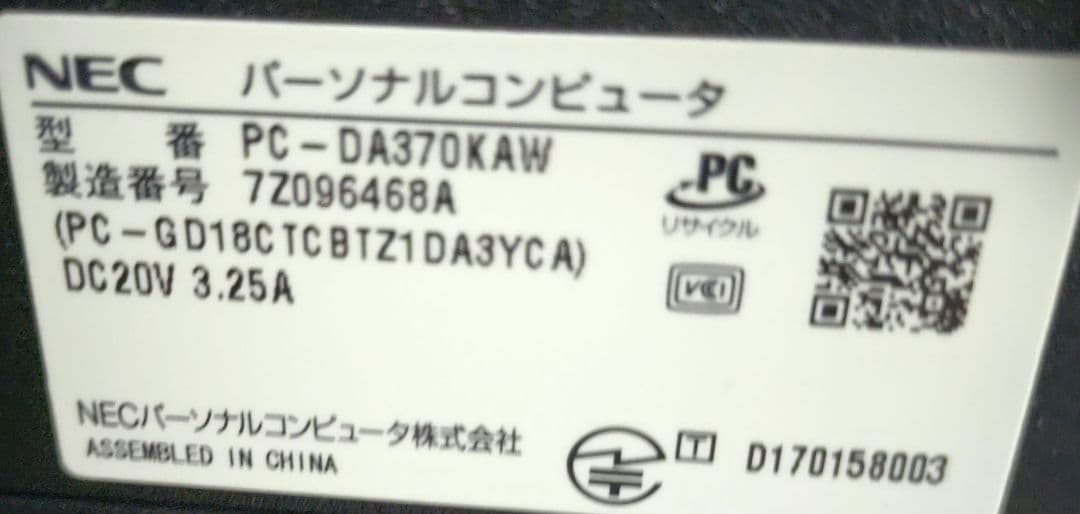 NEC パーソナルコンピュータ
型 番 PC-DA370KAW
製造番号 7Z096468A
(PC-GD18CTCBTZ1DA3YCA)
DC20V 3.25A
PC
リサイクル
VCI
NECパーソナルコンピュータ株式会社
ASSEMBLED IN CHINA
T D170158003